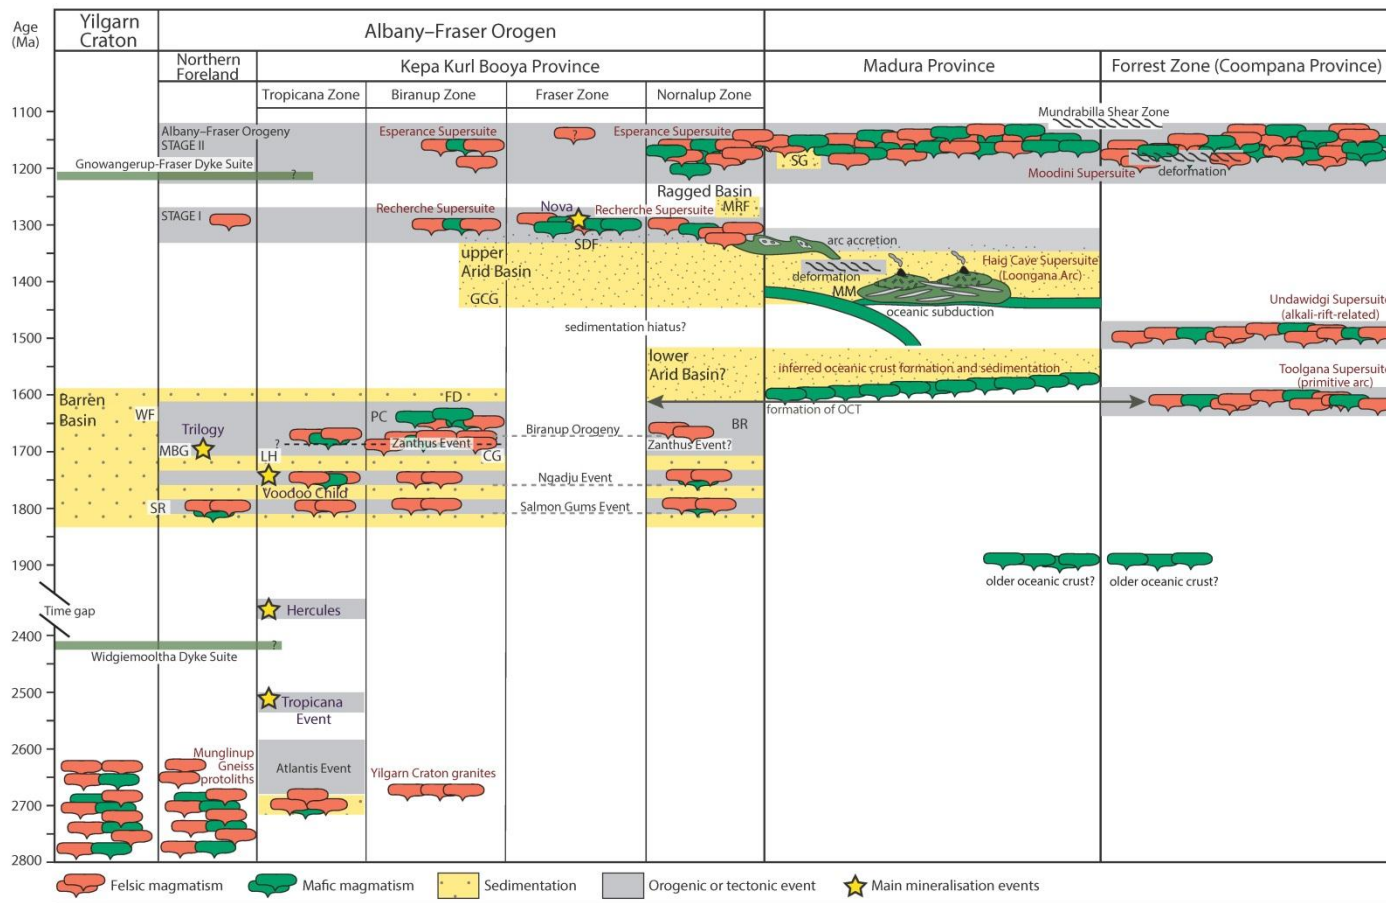 Age
(Ma)
Yilgarn
Craton
Albany–Fraser Orogen
Northern
Foreland
Kepa Kurl Booya Province
Madura Province
Forrest Zone (Coompana Province)
Tropicana Zone
Biranup Zone
Fraser Zone
Nornalup Zone
1100
1200
1300
1400
1500
1600
1700
1800
1900
Time gap
2400
2500
2600
2700
2800
Albany–Fraser Orogeny
STAGE II
Esperance Supersuite
?
Esperance Supersuite
Mundrabilla Shear Zone
Gnowangerup-Fraser Dyke Suite
?
SG
Moodini Supersuite
deformation
Ragged Basin
MRF
STAGE I
Recherche Supersuite
Nova
Recherche Supersuite
SDF
upper
Arid Basin
GCG
arc accretion
deformation
MM
Haig Cave Supersuite
(Loongana Arc)
oceanic subduction
sedimentation hiatus?
Undawidgi Supersuite
(alkali-rift-related)
lower
Arid Basin?
inferred oceanic crust formation and sedimentation
Toolgana Supersuite
(primitive arc)
formation of OCT
Barren
Basin
WF
FD
PC
Trilogy
MBG
?
LH
Zanthus Event
CG
Biranup Orogeny
BR
Zanthus Event?
Voodoo Child
Ngadju Event
SR
Salmon Gums Event
older oceanic crust?
older oceanic crust?
Hercules
?
Widgiemooltha Dyke Suite
Tropicana
Event
Munglinup
Gneiss
protoliths
Atlantis Event
Yilgarn Craton granites
Felsic magmatism
Mafic magmatism
Sedimentation
Orogenic or tectonic event
Main mineralisation events